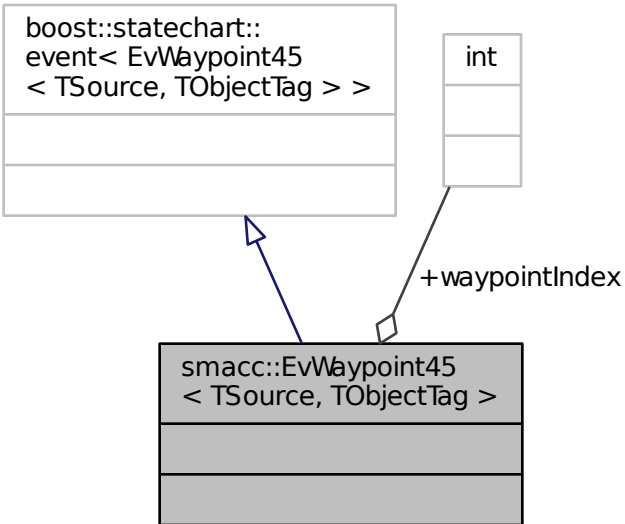 boost::statechart::
event< EvWaypoint45
< TSource, TObjectTag > >
int
+waypointIndex
smacc::EvWaypoint45
< TSource, TObjectTag >